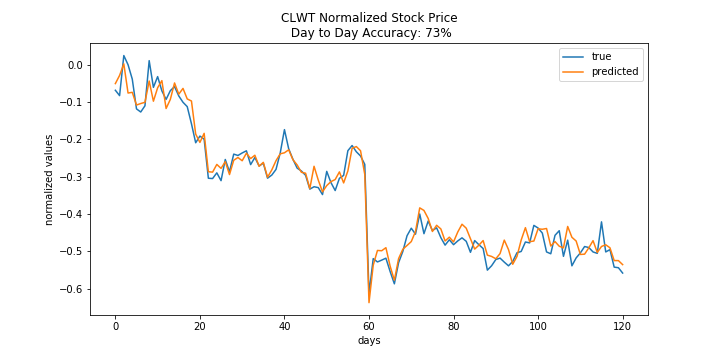 CLWT Normalized Stock Price
Day to Day Accuracy: 73%
true
predicted
normalized values
0.0
−0.1
−0.2
−0.3
−0.4
−0.5
−0.6
0 20 40 60 80 100 120
days